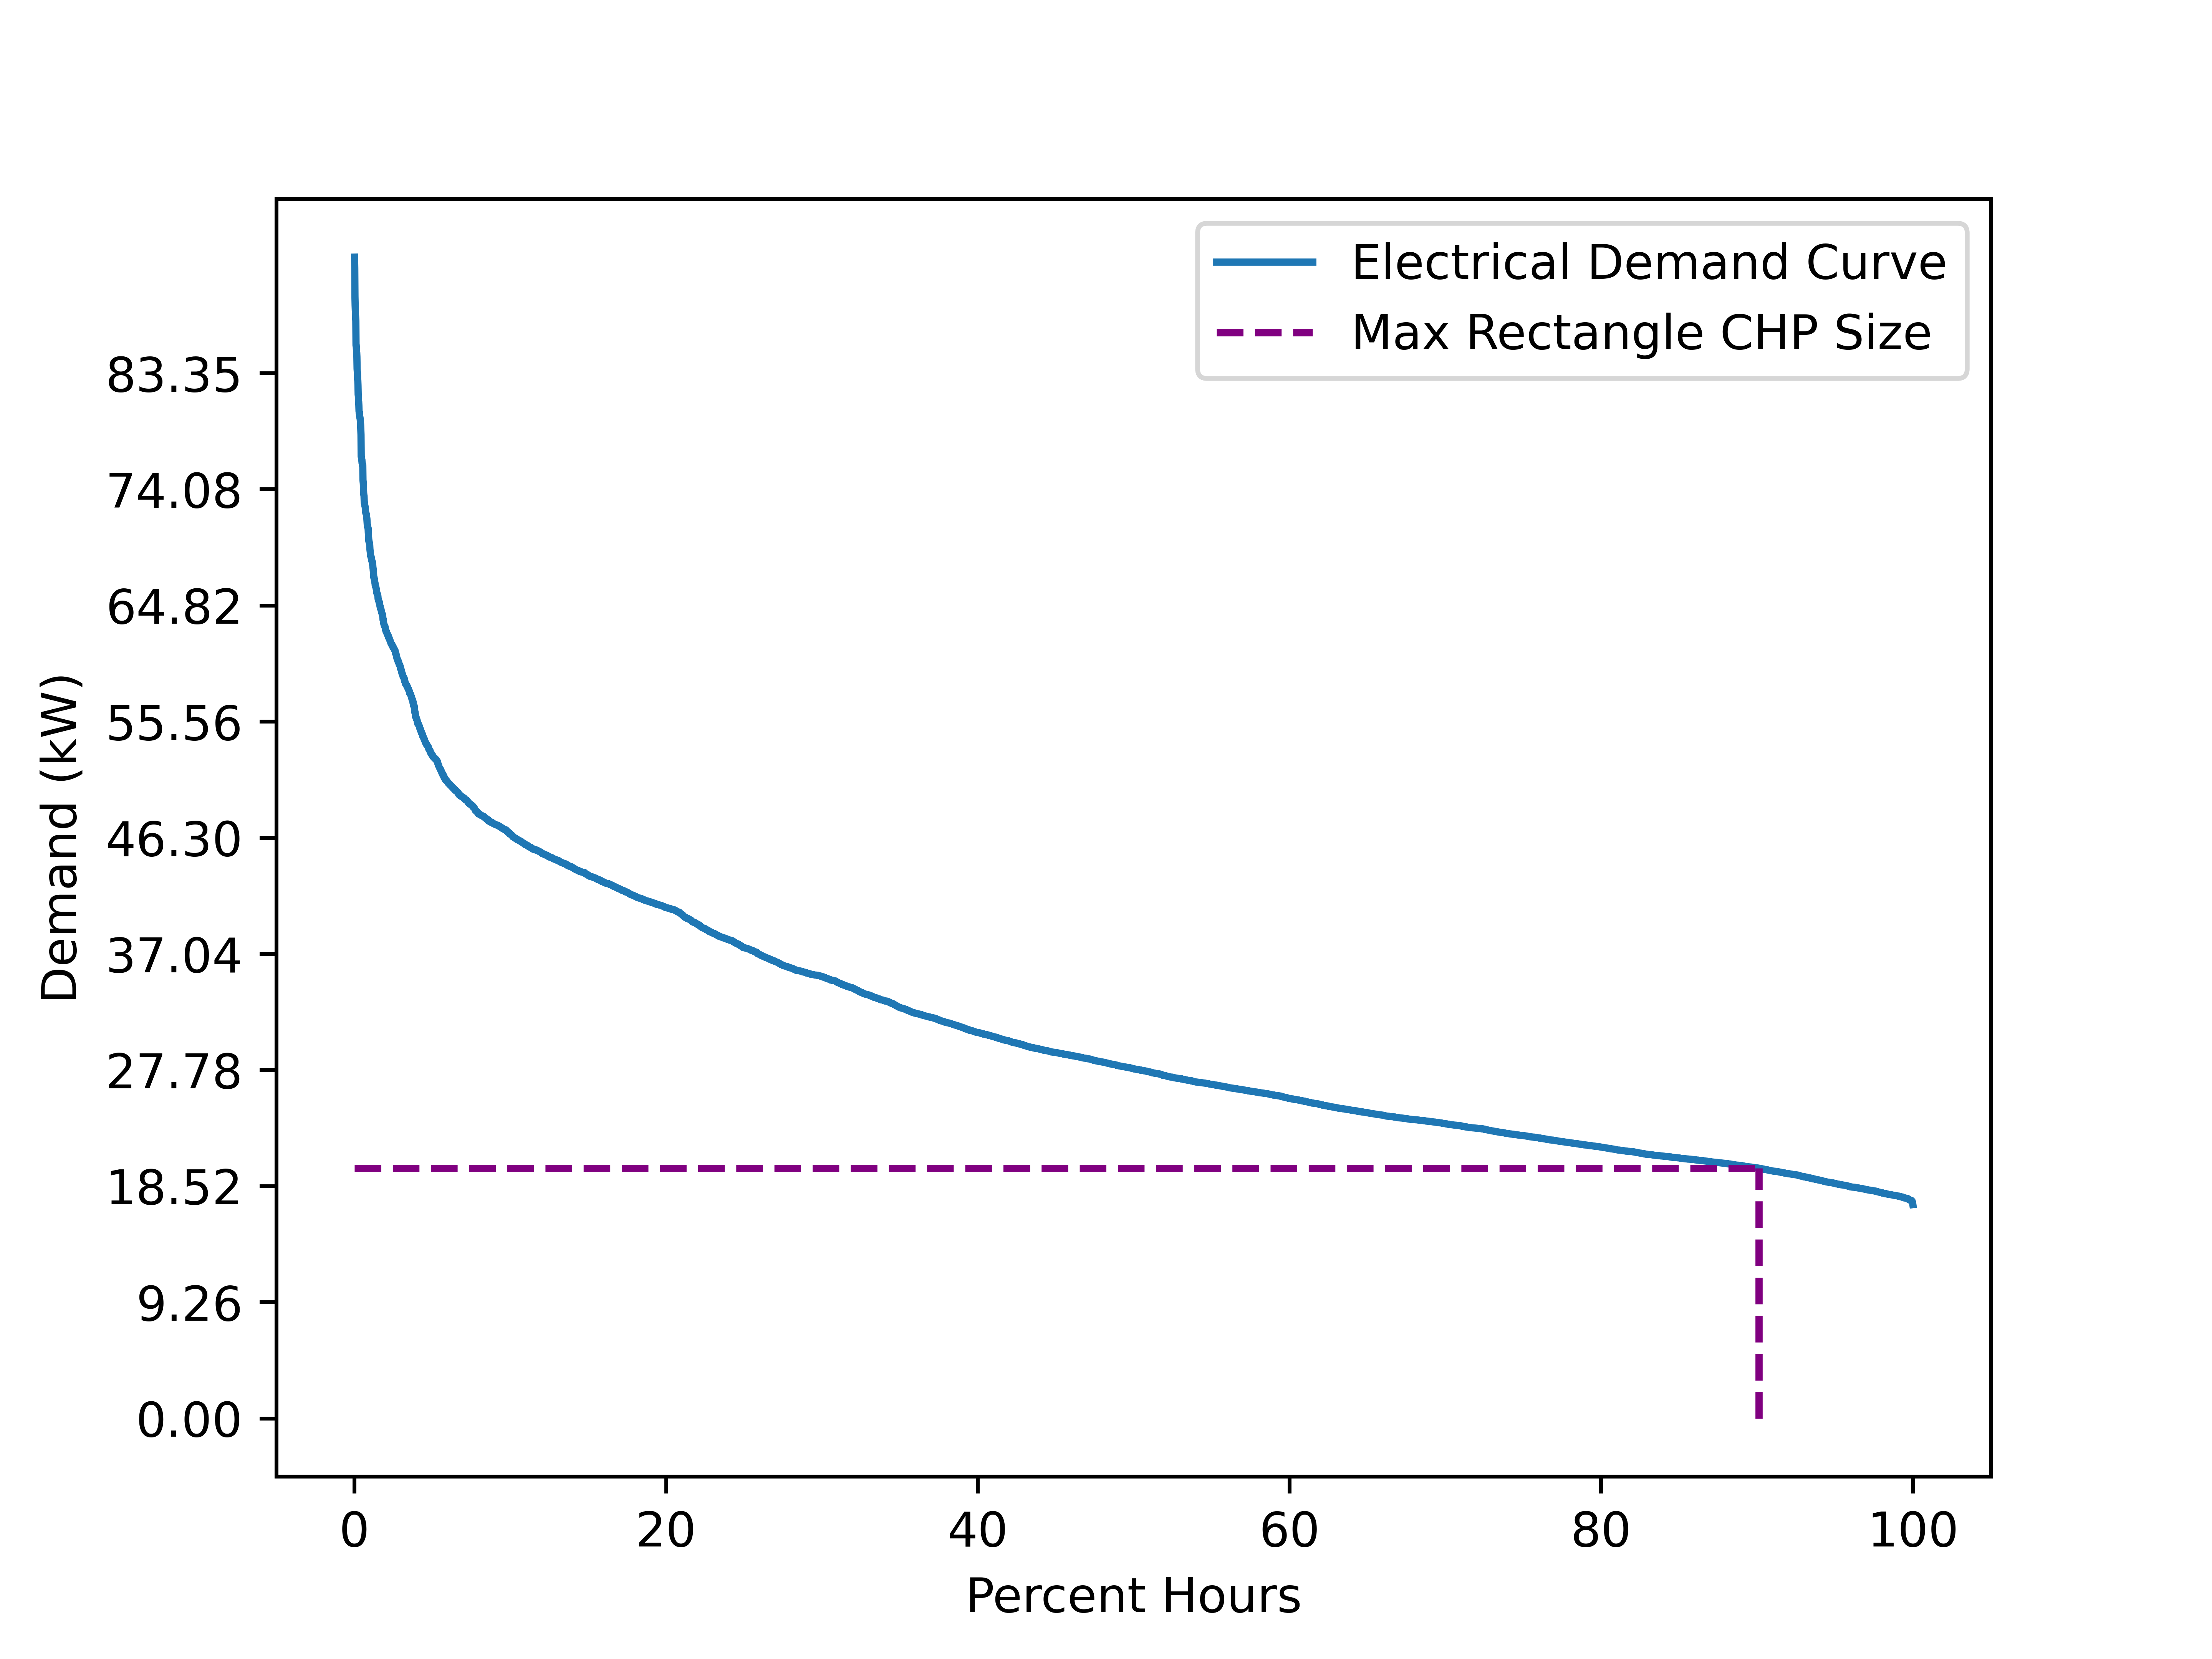 Electrical Demand Curve
Max Rectangle CHP Size
83.35
74.08
64.82
55.56
46.30
37.04
27.78
18.52
9.26
0.00
Demand (kW)
0 20 40 60 80 100
Percent Hours